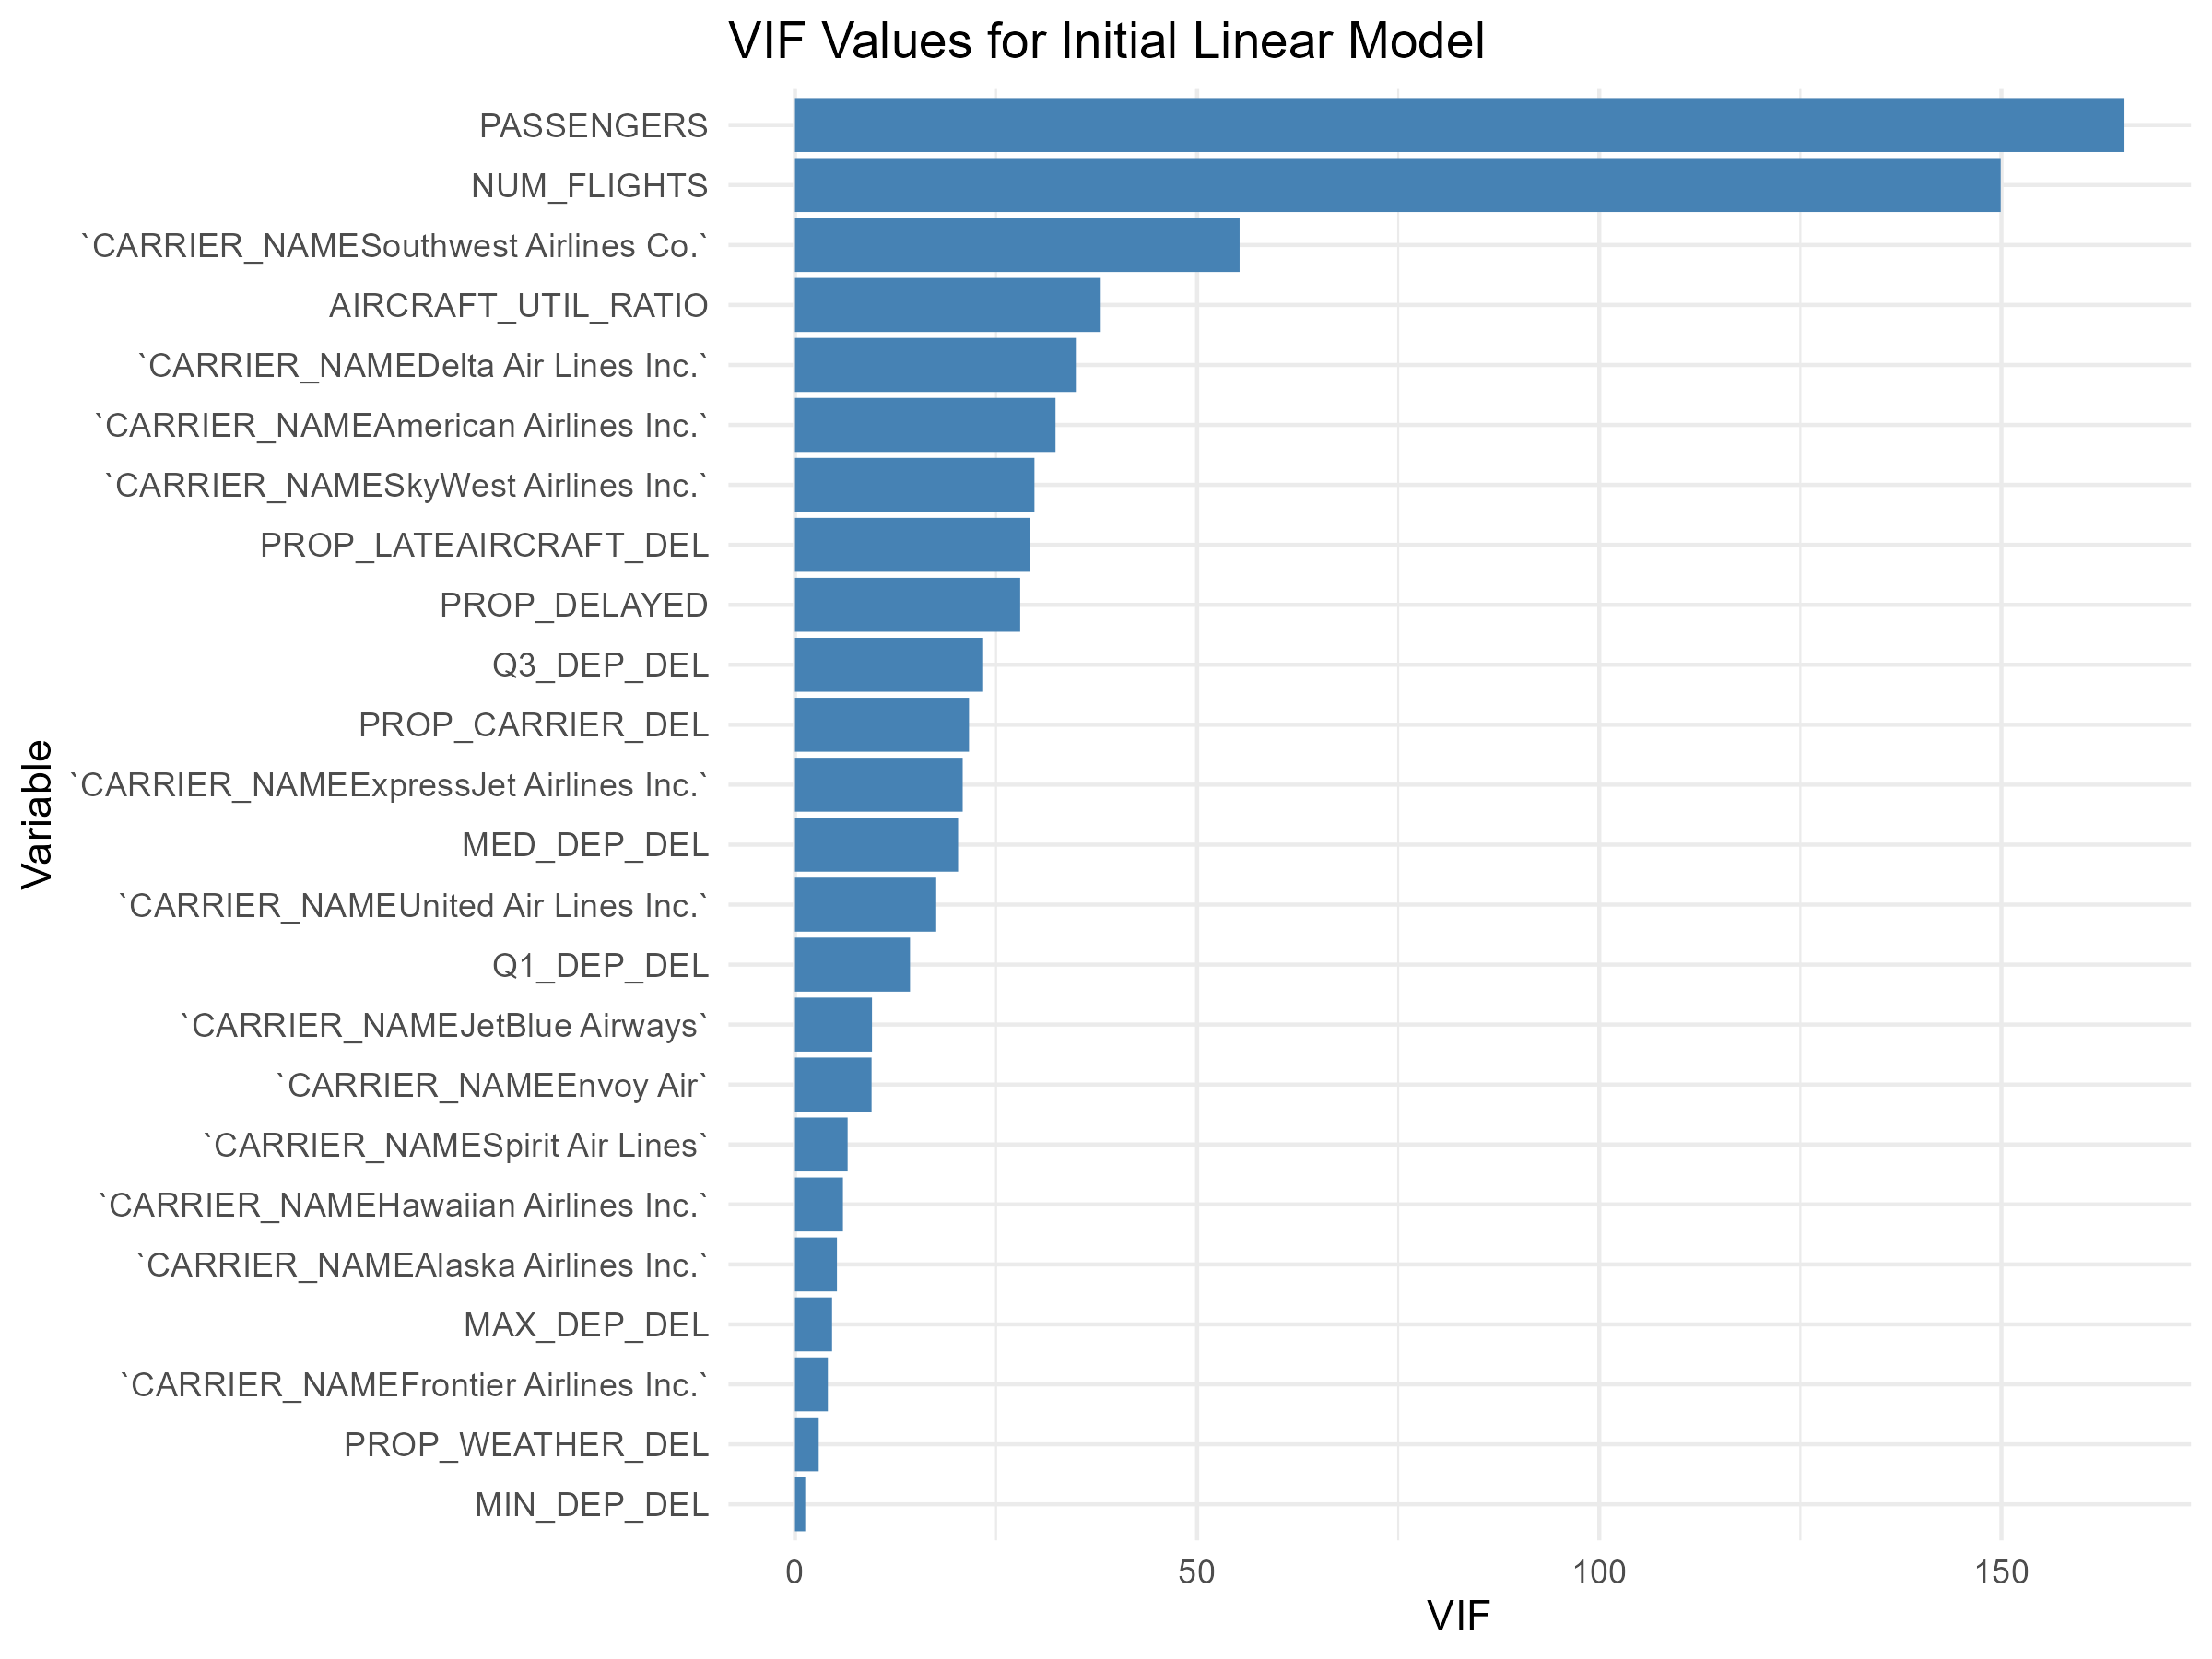 VIF Values for Initial Linear Model
PASSENGERS
NUM_FLIGHTS
`CARRIER_NAMESouthwest Airlines Co.`
AIRCRAFT_UTIL_RATIO
`CARRIER_NAMEDelta Air Lines Inc.`
`CARRIER_NAMEAmerican Airlines Inc.`
`CARRIER_NAMESkyWest Airlines Inc.`
PROP_LATEAIRCRAFT_DEL
PROP_DELAYED
Q3_DEP_DEL
PROP_CARRIER_DEL
`CARRIER_NAMEExpressJet Airlines Inc.`
MED_DEP_DEL
`CARRIER_NAMEUnited Air Lines Inc.`
Q1_DEP_DEL
`CARRIER_NAMEJetBlue Airways`
`CARRIER_NAMEEnvoy Air`
`CARRIER_NAMESpirit Air Lines`
`CARRIER_NAMEHawaiian Airlines Inc.`
`CARRIER_NAMEAlaska Airlines Inc.`
MAX_DEP_DEL
`CARRIER_NAMEFrontier Airlines Inc.`
PROP_WEATHER_DEL
MIN_DEP_DEL
Variable
0 50 100 150
VIF